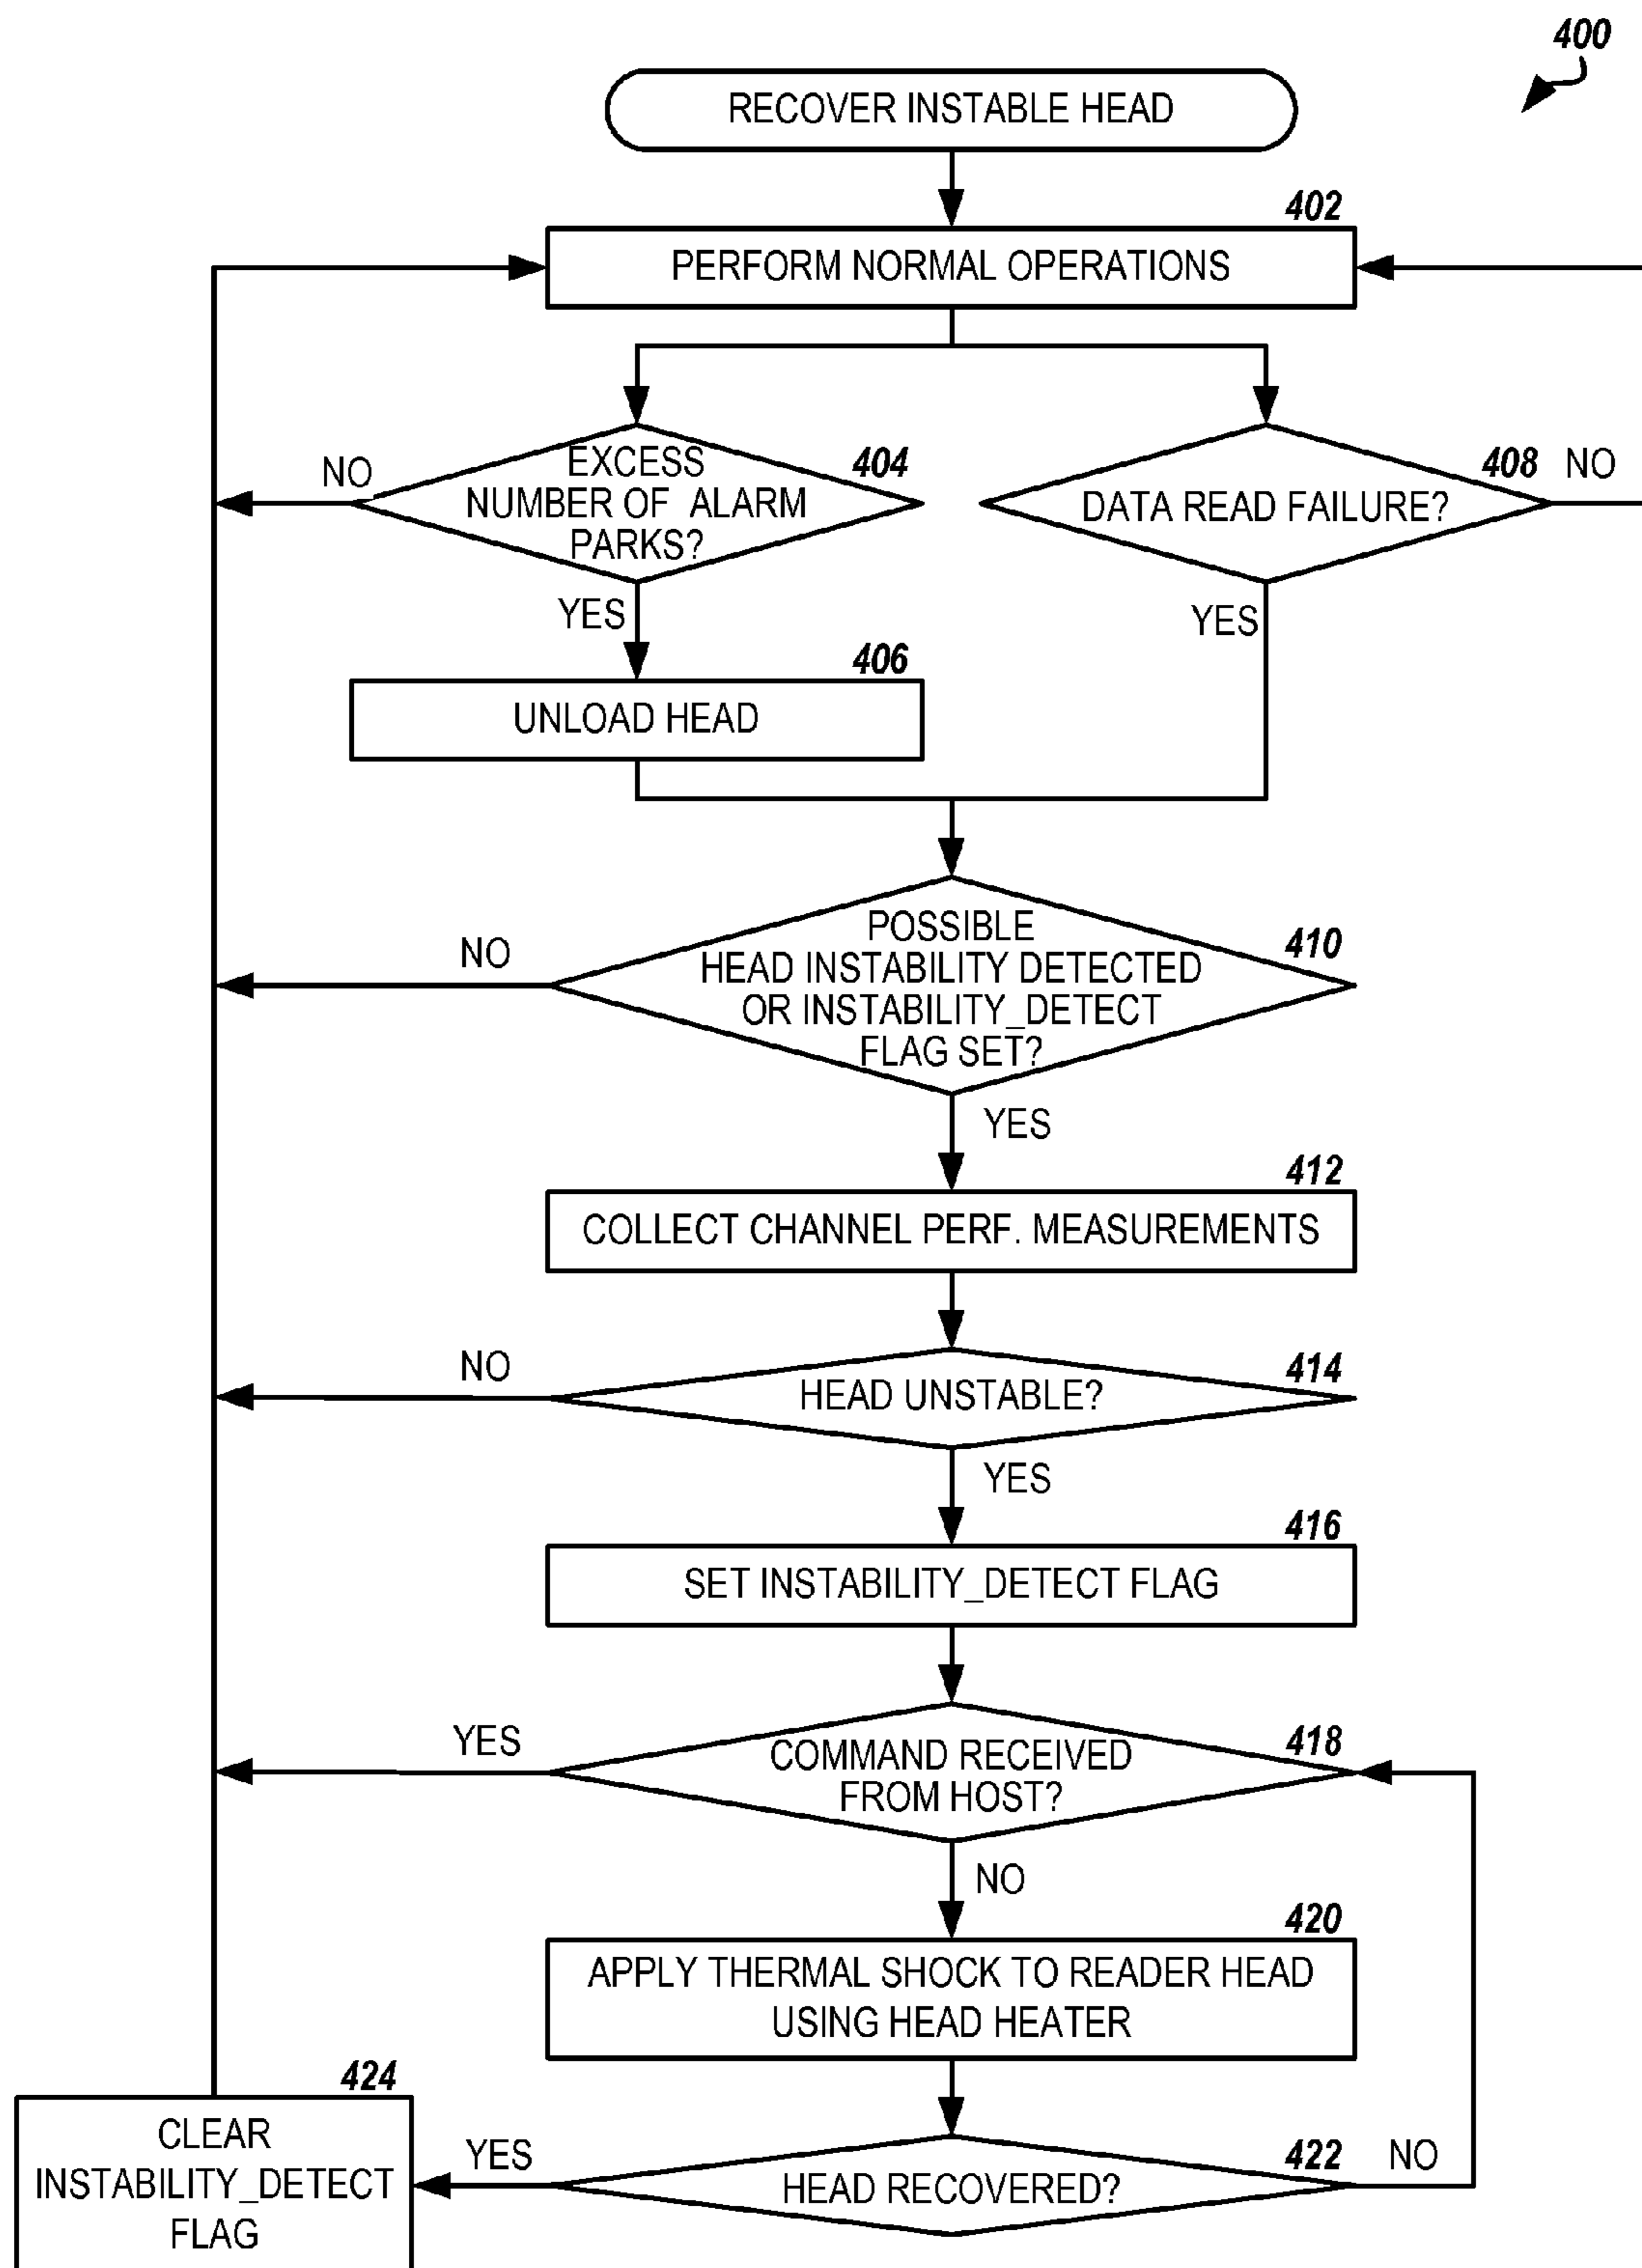 400
RECOVER INSTABLE HEAD
402
PERFORM NORMAL OPERATIONS
NO
EXCESS
NUMBER OF ALARM
PARKS?
404
DATA READ FAILURE?
408
NO
YES
YES
406
UNLOAD HEAD
NO
POSSIBLE
HEAD INSTABILITY DETECTED
OR INSTABILITY_DETECT
FLAG SET?
410
YES
412
COLLECT CHANNEL PERF. MEASUREMENTS
NO
HEAD UNSTABLE?
414
YES
416
SET INSTABILITY_DETECT FLAG
YES
COMMAND RECEIVED
FROM HOST?
418
NO
420
APPLY THERMAL SHOCK TO READER HEAD
USING HEAD HEATER
424
CLEAR
INSTABILITY_DETECT
FLAG
YES
HEAD RECOVERED?
422
NO